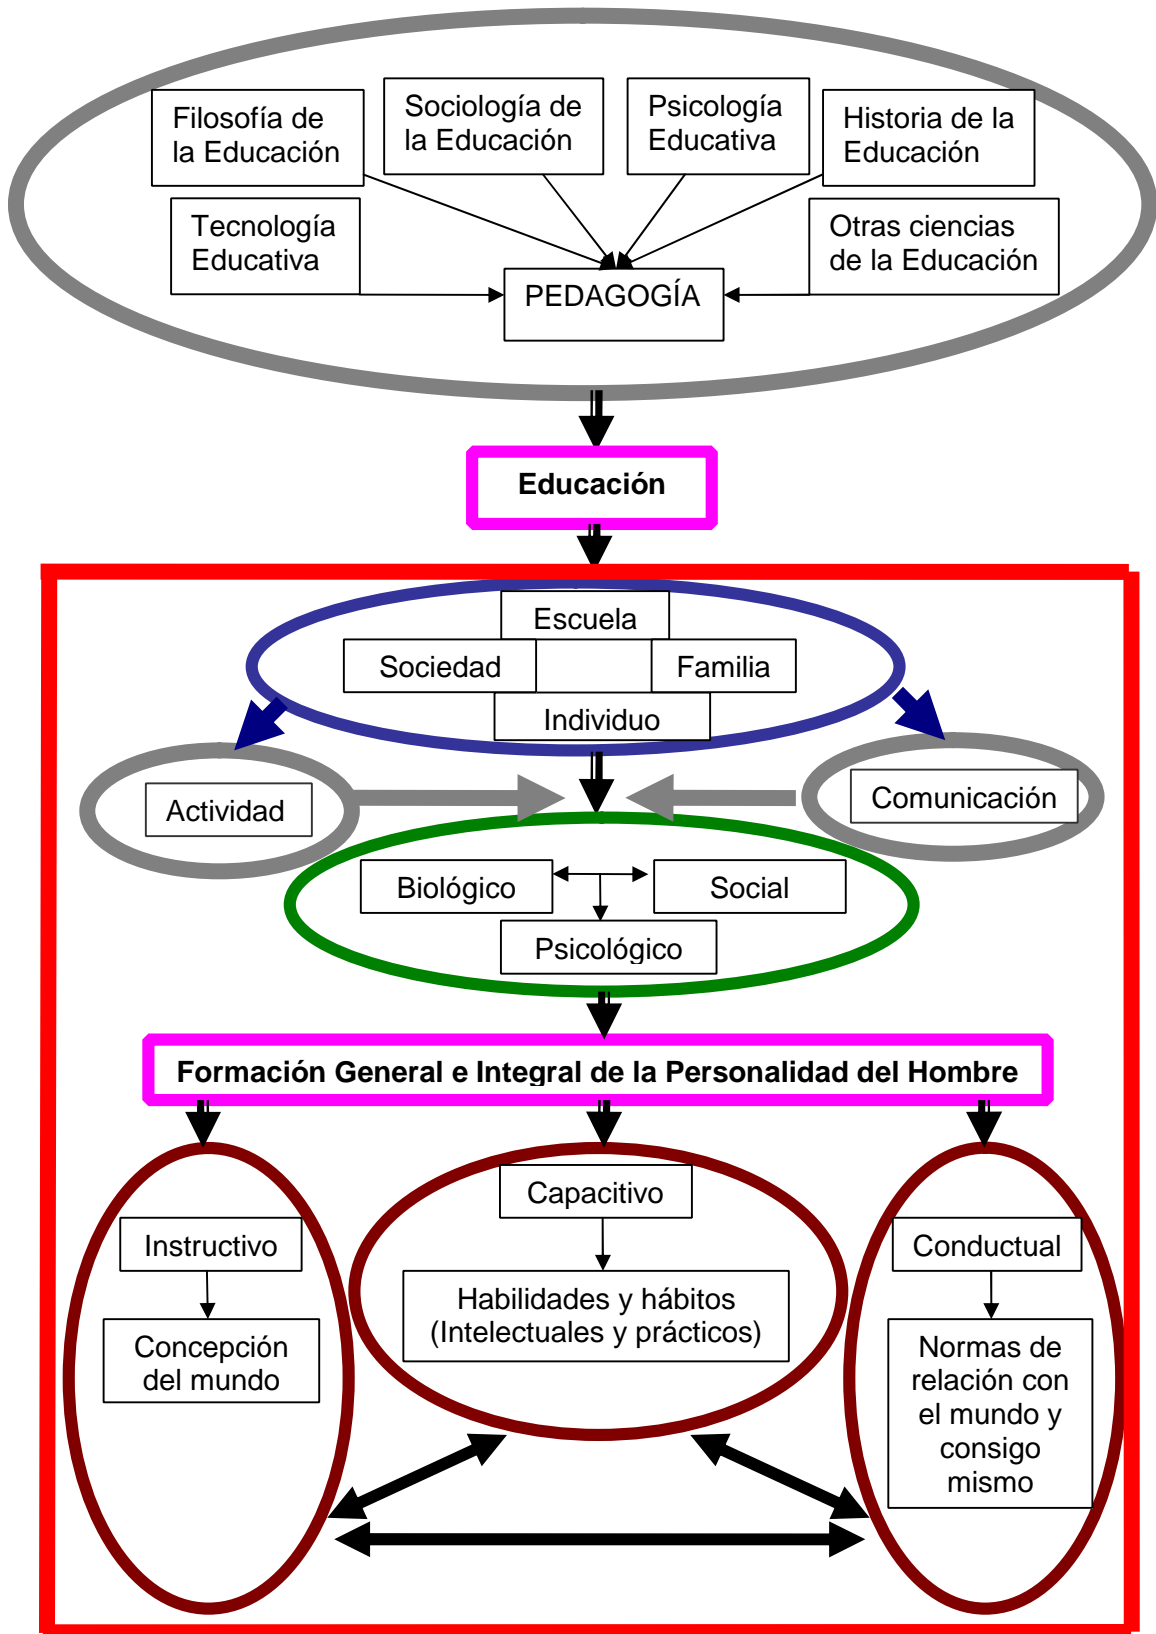 Filosofía de
la Educación
Sociología de
la Educación
Psicología
Educativa
Historia de la
Educación
Tecnología
Educativa
Otras ciencias
de la Educación
PEDAGOGÍA
Educación
Escuela
Sociedad
Familia
Individuo
Actividad
Comunicación
Biológico
Social
Psicológico
Formación General e Integral de la Personalidad del Hombre
Capacitivo
Instructivo
Conductual
Habilidades y hábitos
(Intelectuales y prácticos)
Concepción
del mundo
Normas de
relación con
el mundo y
consigo
mismo